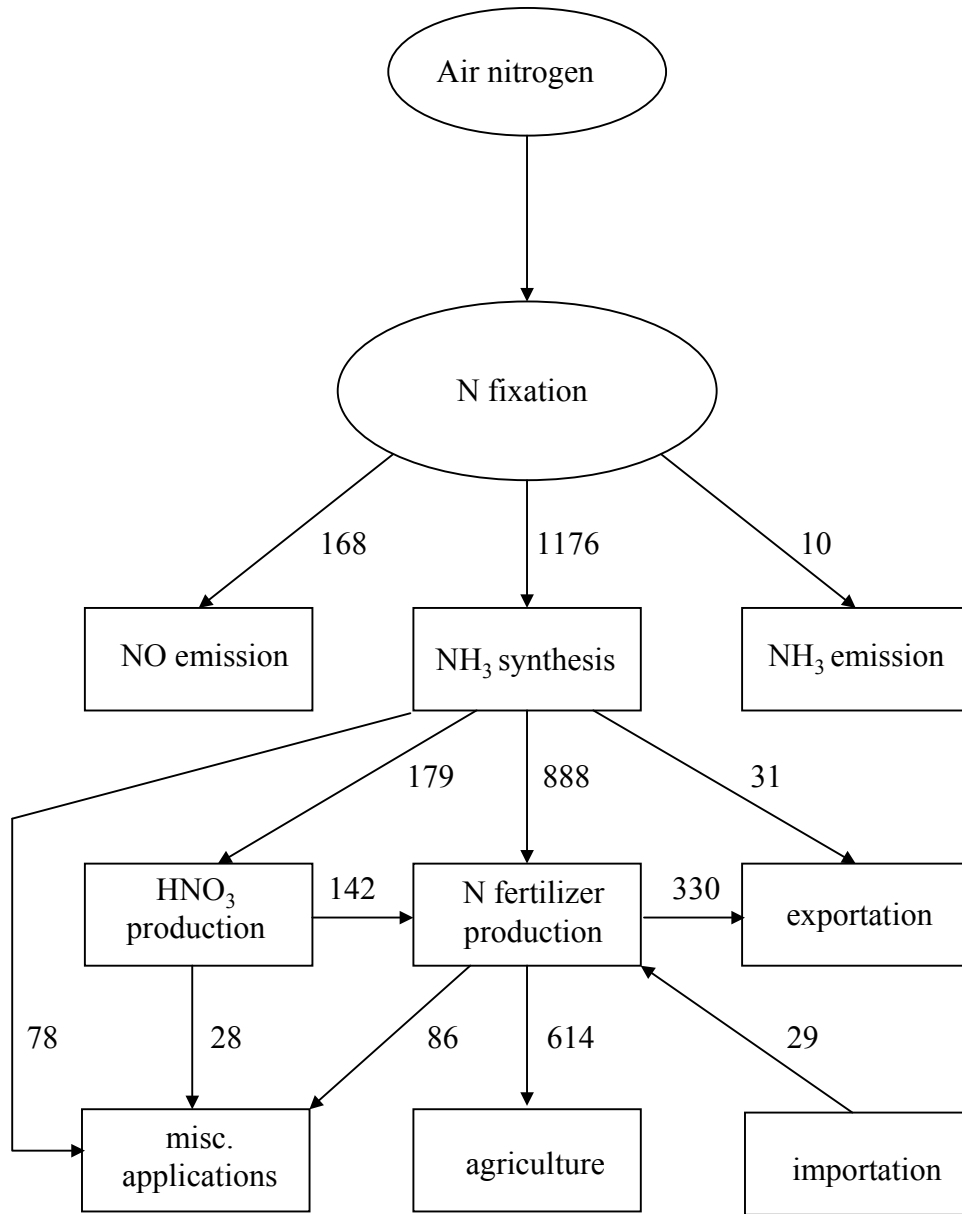 Air nitrogen
N fixation
168
1176
10
NO emission
NH₃ synthesis
NH₃ emission
179
888
31
HNO₃
production
142
N fertilizer
production
330
exportation
78
28
86
614
29
misc.
applications
agriculture
importation